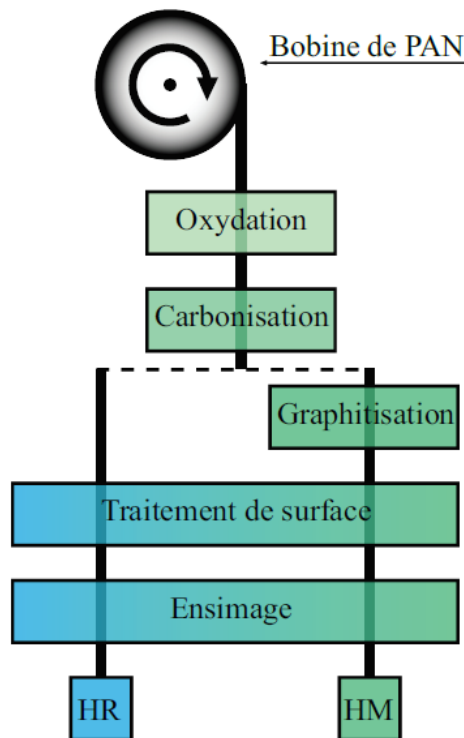 Bobine de PAN
Oxydation
Carbonisation
Graphitisation
Traitement de surface
Ensimage
HR
HM